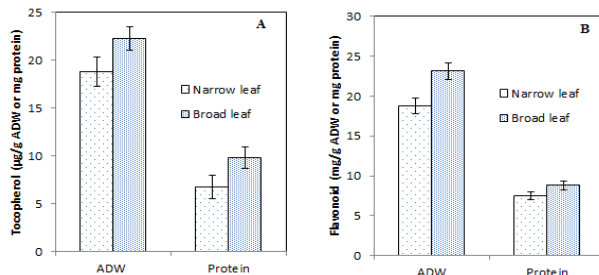 Tocopherol (µg/g ADW or mg protein)
25
20
15
10
5
0
A
Narrow leaf
Broad leaf
ADW
Protein
Flavonoid (mg/g ADW or mg protein)
30
25
20
15
10
5
0
B
Narrow leaf
Broad leaf
ADW
Protein